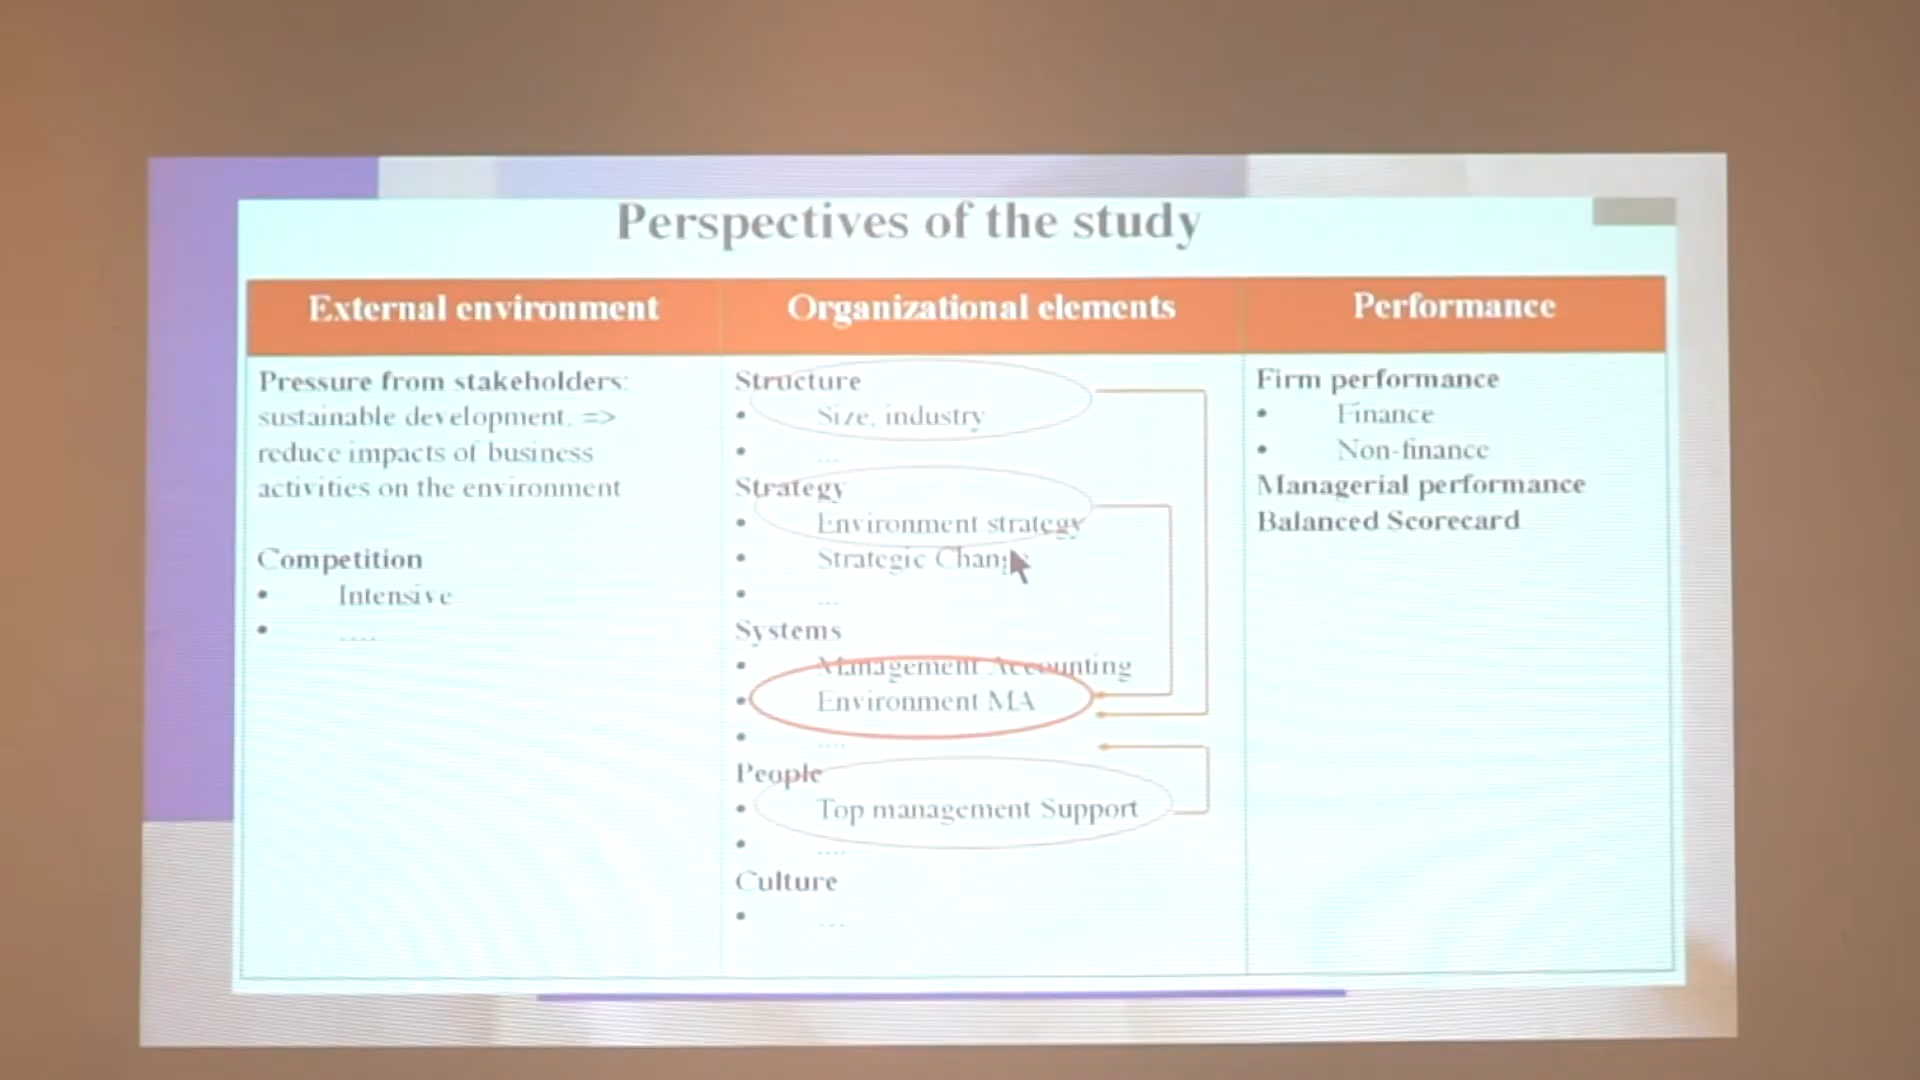 Perspectives of the study
External environment
Organizational elements
Performance
Pressure from stakeholders:
sustainable development, =>
reduce impacts of business
activities on the environment
Competition
• Intensive
• ....
Structure
• Size, industry
• ...
Strategy
• Environment strategy
• Strategic Change
• ...
Systems
• Management Accounting
• Environment MA
• ....
People
• Top management Support
• ....
Culture
• ...
Firm performance
• Finance
• Non-finance
Managerial performance
Balanced Scorecard